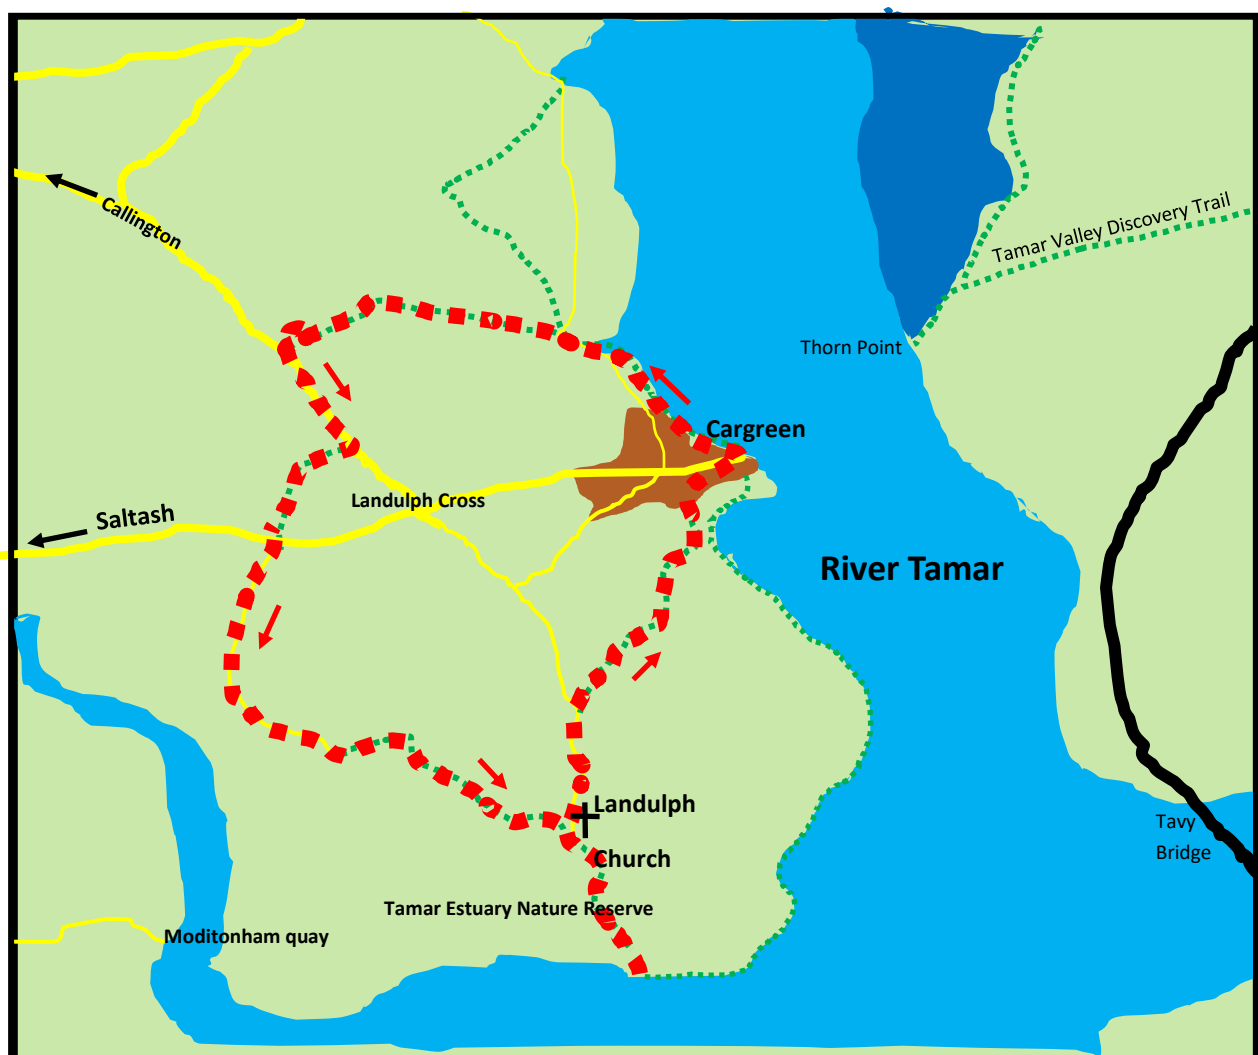 Callington
Tamar Valley Discovery Trail
Thorn Point
Cargreen
Landulph Cross
Saltash
River Tamar
Landulph
Church
Tavy
Bridge
Tamar Estuary Nature Reserve
Moditonham quay